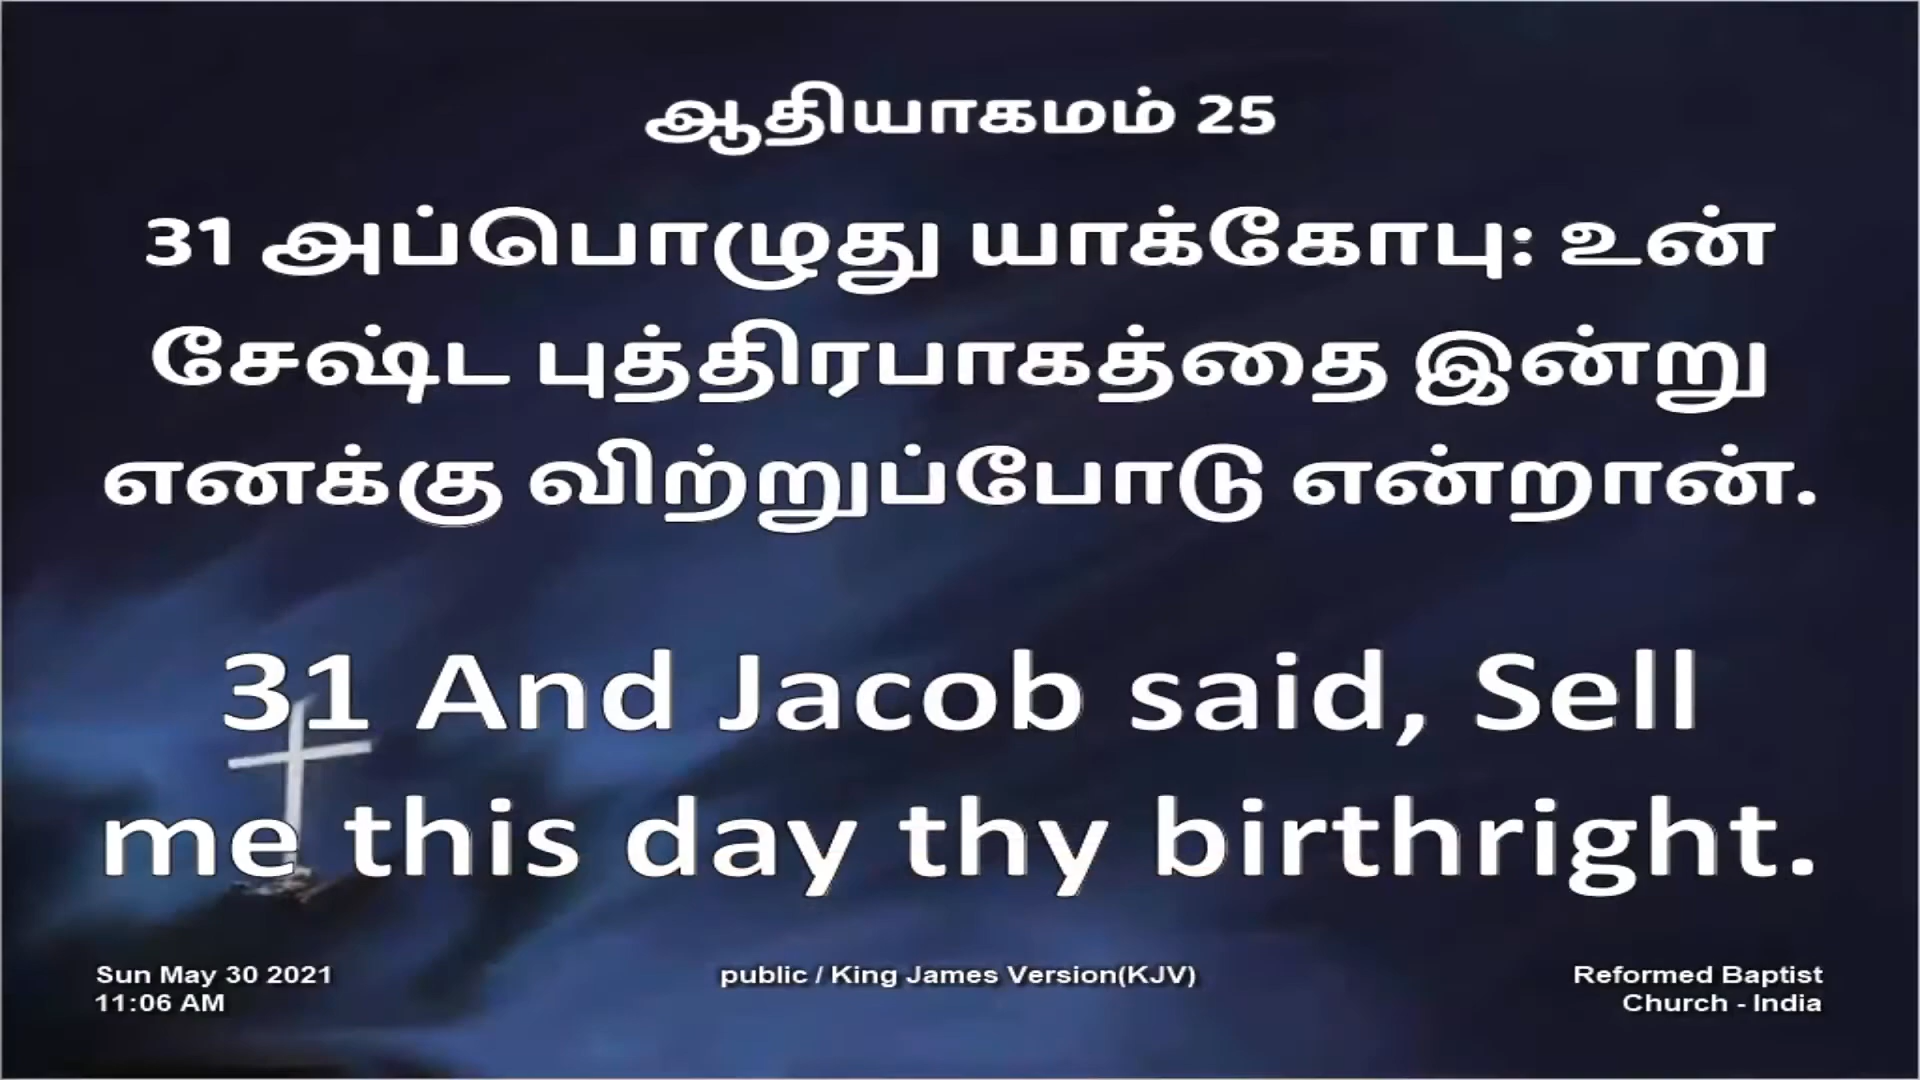 ஆதியாகமம் 25
31 அப்பொழுது யாக்கோபு: உன்
சேஷ்ட புத்திரபாகத்தை இன்று
எனக்கு விற்றுப்போடு என்றான்.
31 And Jacob said, Sell
me this day thy birthright.
Sun May 30 2021
11:06 AM
public / King James Version(KJV)
Reformed Baptist
Church - India